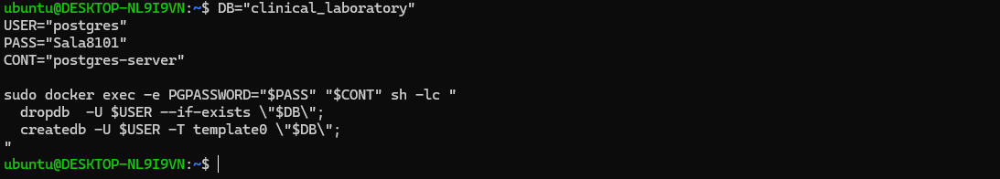 ubuntu@DESKTOP-NL9I9VN:~$ DB="clinical_laboratory"
USER="postgres"
PASS="Sala8101"
CONT="postgres-server"

sudo docker exec -e PGPASSWORD="$PASS" "$CONT" sh -lc "
  dropdb  -U $USER --if-exists \"$DB\";
  createdb -U $USER -T template0 \"$DB\";
"
ubuntu@DESKTOP-NL9I9VN:~$